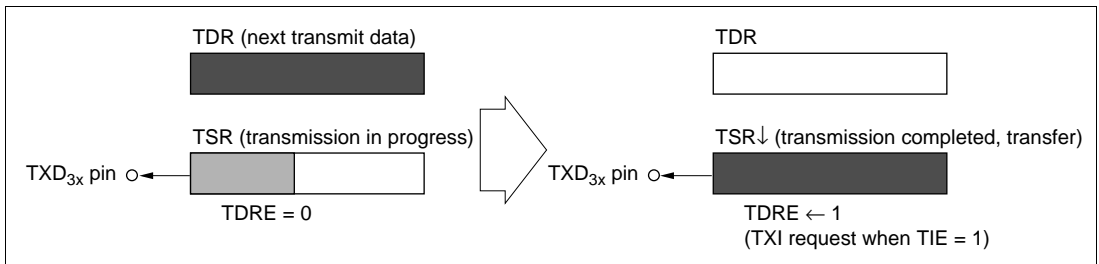 TDR (next transmit data)
TSR (transmission in progress)
TXD3x pin
TDRE = 0
TDR
TSR↓ (transmission completed, transfer)
TXD3x pin
TDRE ← 1
(TXI request when TIE = 1)